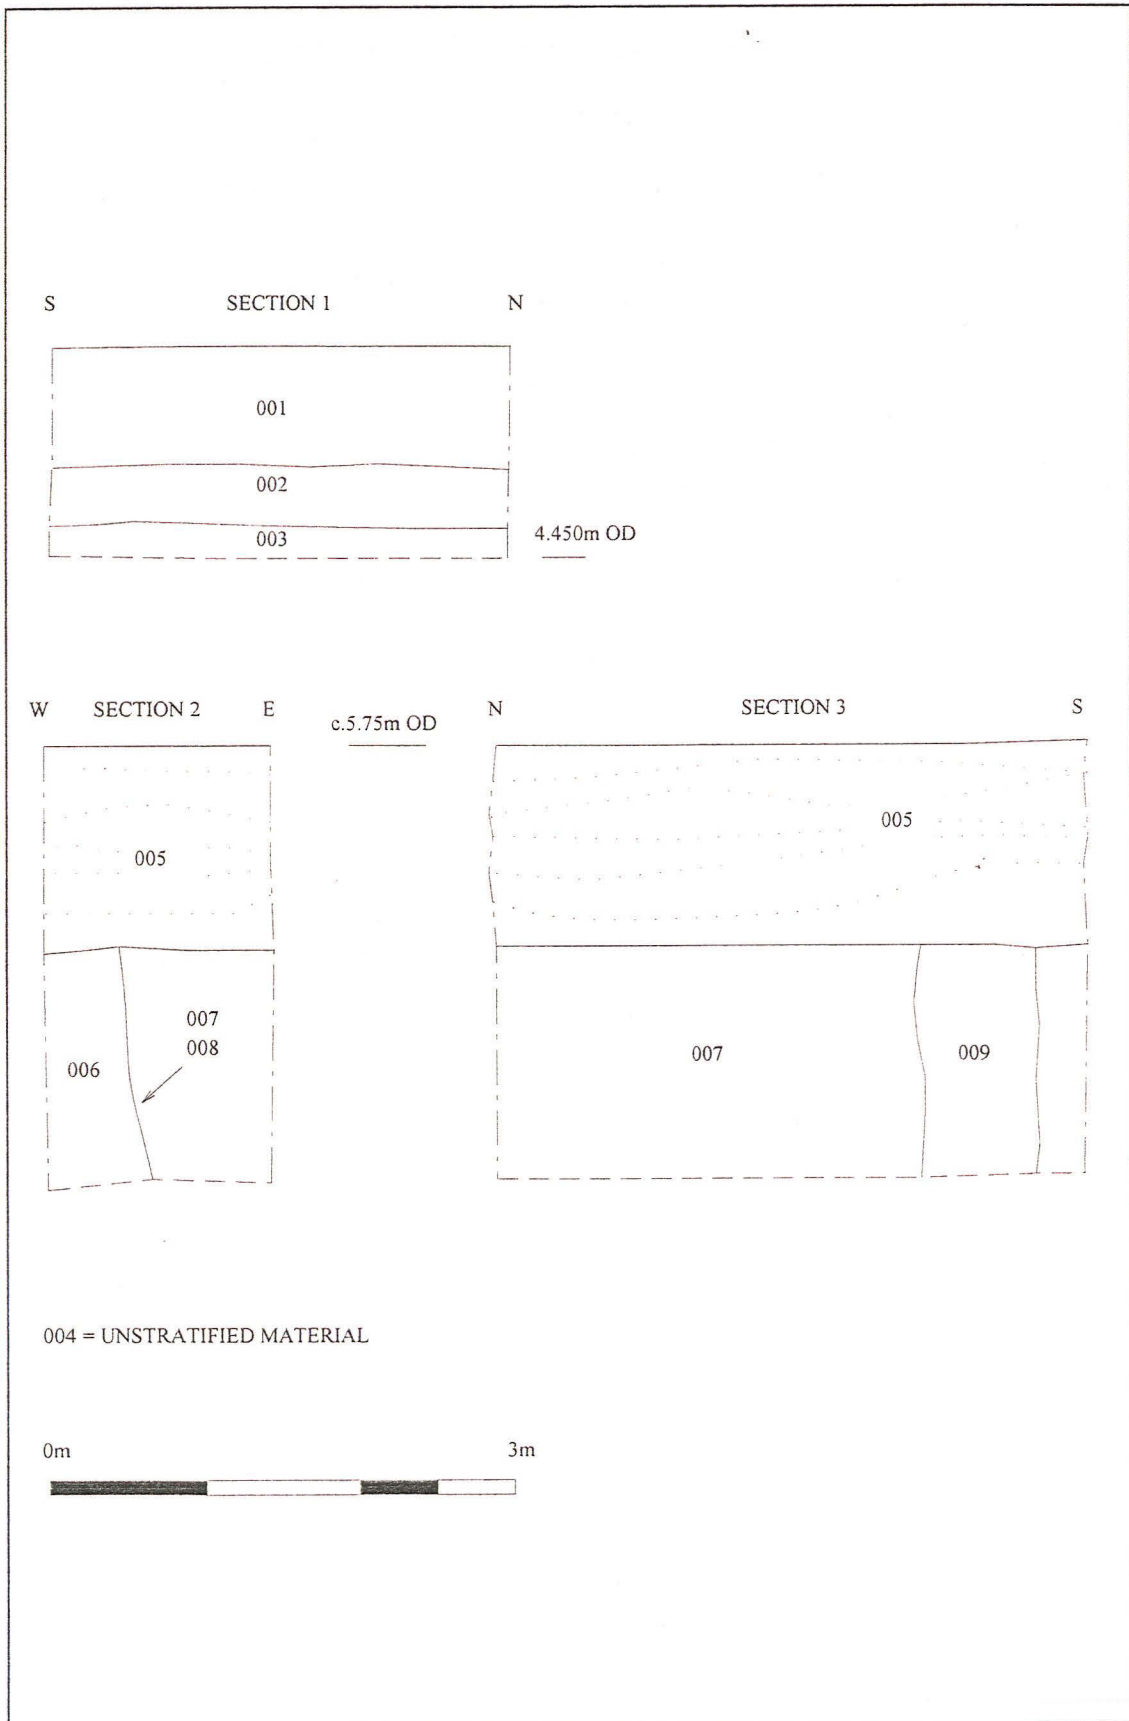 S SECTION 1 N
001
002
003
4.450m OD
W SECTION 2 E
c.5.75m OD
N SECTION 3 S
005
005
007
008
006
007
009
004 = UNSTRATIFIED MATERIAL
0m 3m